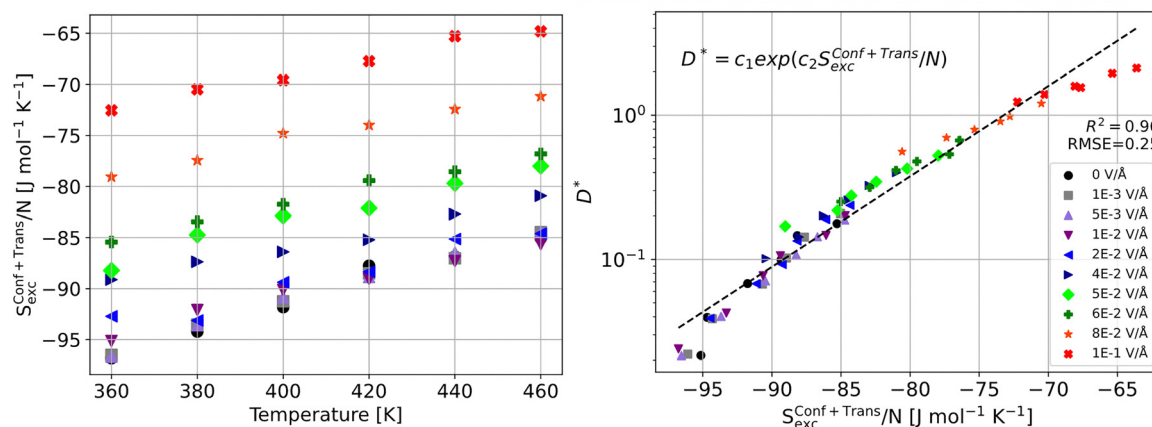 −65
−70
−75
−80
−85
−90
−95
360
380
400
420
440
460
Temperature [K]
S_exc^Conf+Trans/N [J mol⁻¹ K⁻¹]
D* = c₁exp(c₂S_exc^Conf+Trans/N)
10⁰
10⁻¹
D*
R² = 0.96
RMSE=0.25
0 V/Å
1E-3 V/Å
5E-3 V/Å
1E-2 V/Å
2E-2 V/Å
4E-2 V/Å
5E-2 V/Å
6E-2 V/Å
8E-2 V/Å
1E-1 V/Å
−95
−90
−85
−80
−75
−70
−65
S_exc^Conf+Trans/N [J mol⁻¹ K⁻¹]